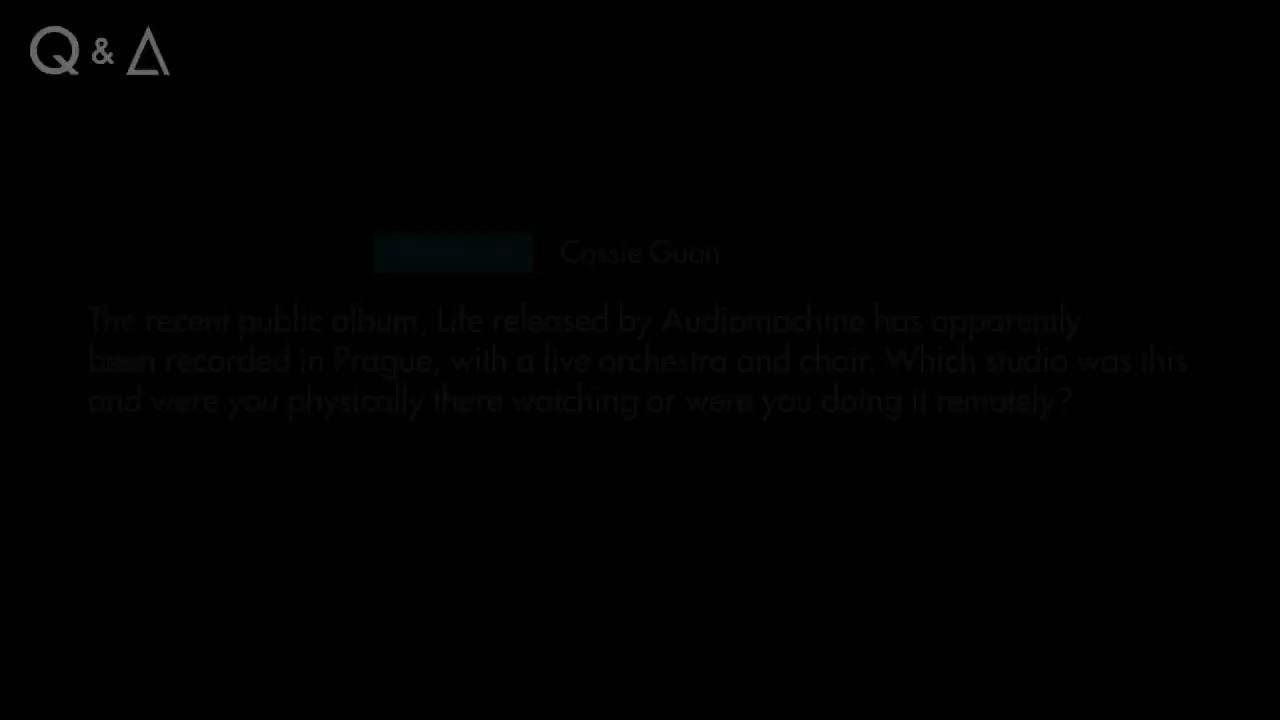 Q & A
Cassie Guan
The recent public album, Life released by Audiomachine has apparently
been recorded in Prague, with a live orchestra and choir. Which studio was this
and were you physically there watching or were you doing it remotely?